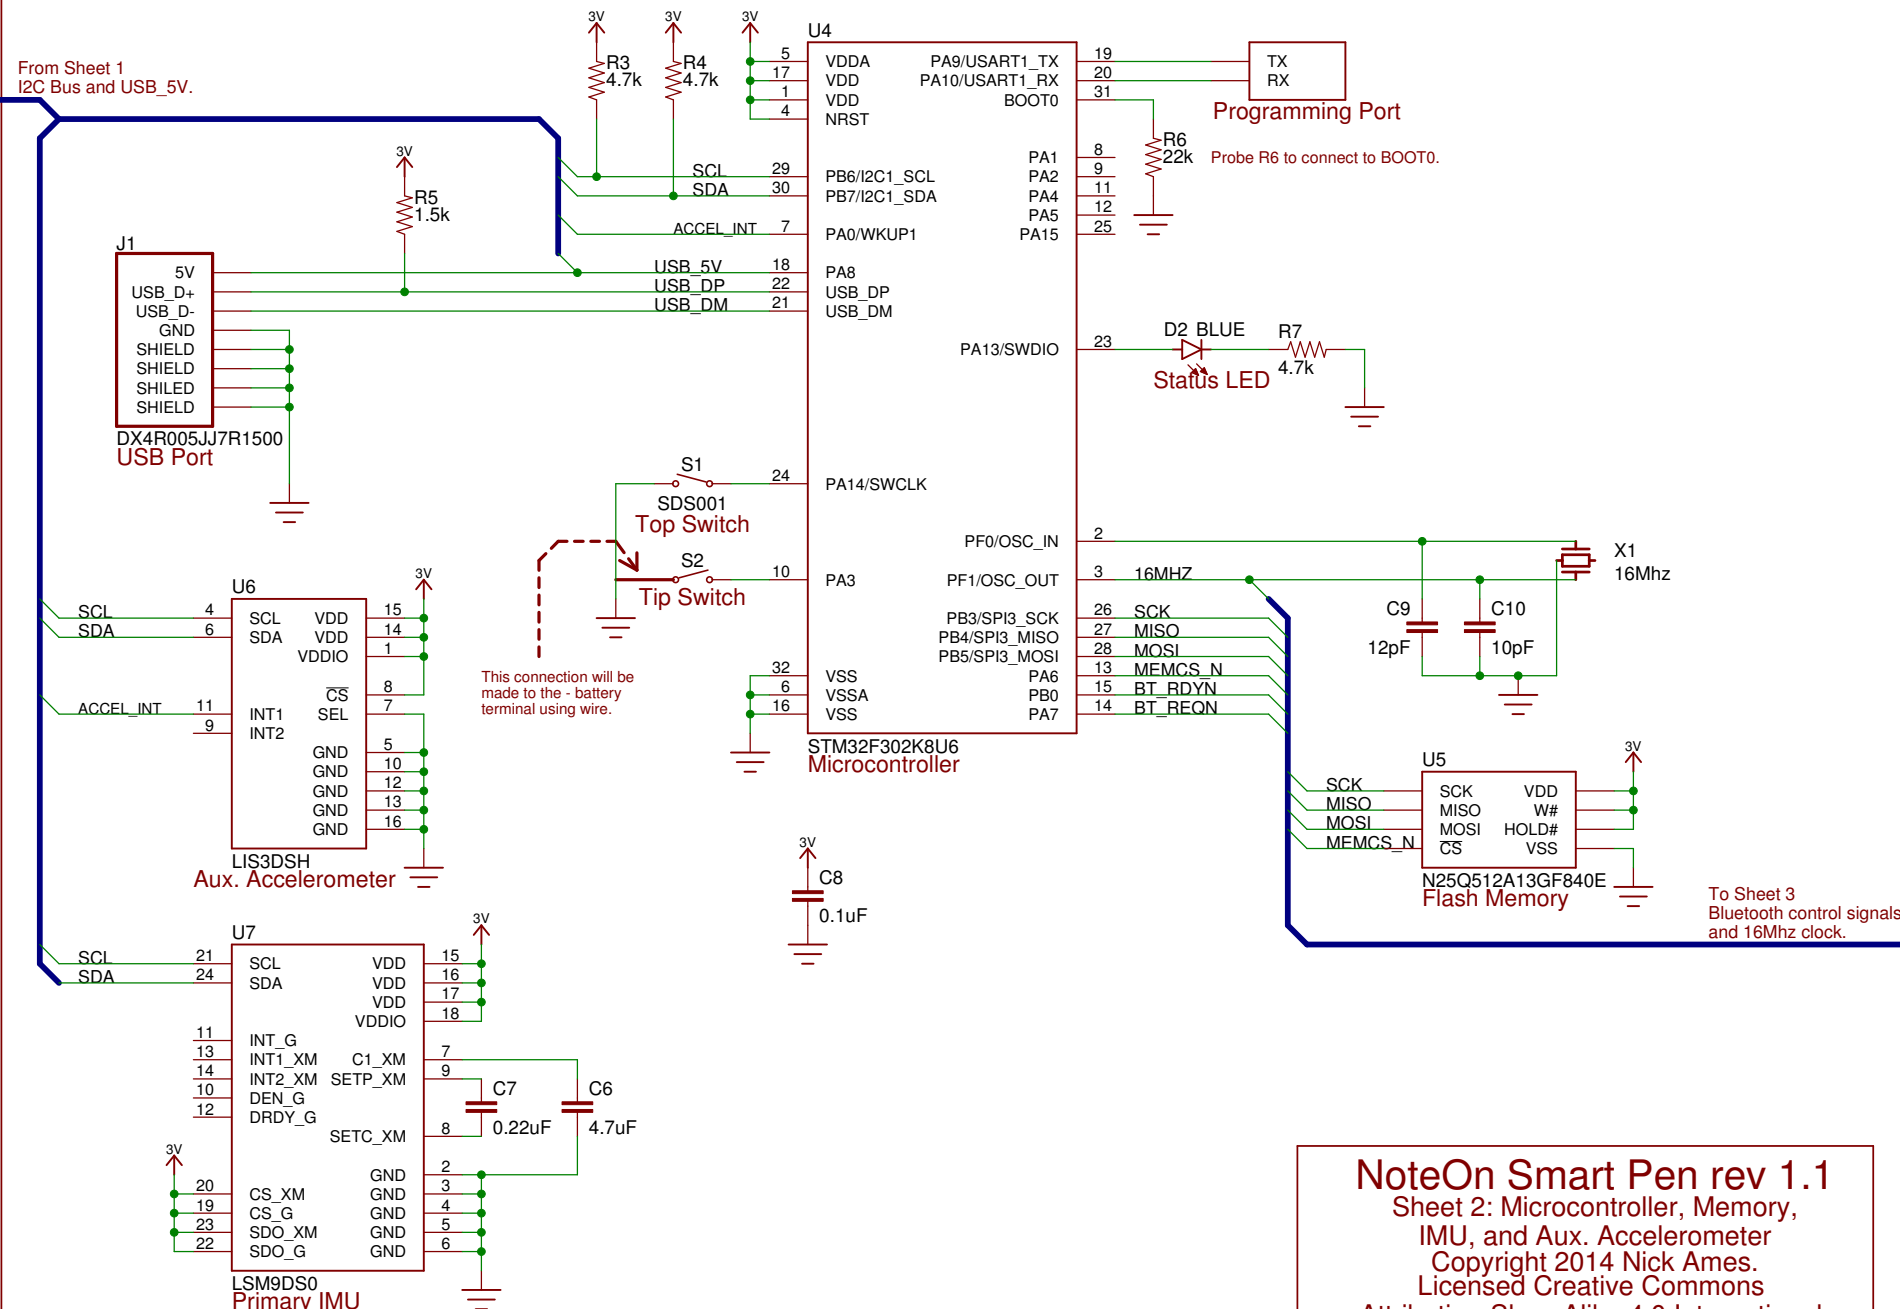 From Sheet 1
I2C Bus and USB_5V.
3V
R3
4.7k
3V
R4
4.7k
3V
3V
R5
1.5k
SCL
SDA
ACCEL_INT
USB_5V
USB_DP
USB_DM
J1
5V
USB_D+
USB_D-
GND
SHIELD
SHIELD
SHILED
SHIELD
DX4R005JJ7R1500
USB Port
U4
5 VDDA
17 VDD
1 VDD
4 NRST
29 PB6/I2C1_SCL
30 PB7/I2C1_SDA
7 PA0/WKUP1
18 PA8
22 USB_DP
21 USB_DM
24 PA14/SWCLK
10 PA3
32 VSS
6 VSSA
16 VSS
PA9/USART1_TX 19
PA10/USART1_RX 20
BOOT0 31
PA1 8
PA2 9
PA4 11
PA5 12
PA15 25
PA13/SWDIO 23
PF0/OSC_IN 2
PF1/OSC_OUT 3 16MHZ
PB3/SPI3_SCK 26 SCK
PB4/SPI3_MISO 27 MISO
PB5/SPI3_MOSI 28 MOSI
PA6 13 MEMCS_N
PB0 15 BT_RDYN
PA7 14 BT_REQN
STM32F302K8U6
Microcontroller
TX
RX
Programming Port
R6
22k
Probe R6 to connect to BOOT0.
D2 BLUE
Status LED
R7
4.7k
S1
SDS001
Top Switch
S2
Tip Switch
This connection will be
made to the - battery
terminal using wire.
X1
16Mhz
C9
12pF
C10
10pF
U6
3V
SCL 4 SCL
SDA 6 SDA
ACCEL_INT 11 INT1
9 INT2
VDD 15
VDD 14
VDDIO 1
CS 8
SEL 7
GND 5
GND 10
GND 12
GND 13
GND 16
LIS3DSH
Aux. Accelerometer
3V
C8
0.1uF
U5
3V
SCK SCK
MISO MISO
MOSI MOSI
MEMCS_N CS
VDD
W#
HOLD#
VSS
N25Q512A13GF840E
Flash Memory
To Sheet 3
Bluetooth control signals
and 16Mhz clock.
U7
3V
SCL 21 SCL
SDA 24 SDA
11 INT_G
13 INT1_XM
14 INT2_XM
10 DEN_G
12 DRDY_G
3V
20 CS_XM
19 CS_G
23 SDO_XM
22 SDO_G
VDD 15
VDD 16
VDD 17
VDDIO 18
C1_XM 7
SETP_XM 9
SETC_XM 8
GND 2
GND 3
GND 4
GND 5
GND 6
C7
0.22uF
C6
4.7uF
LSM9DS0
Primary IMU
NoteOn Smart Pen rev 1.1
Sheet 2: Microcontroller, Memory,
IMU, and Aux. Accelerometer
Copyright 2014 Nick Ames.
Licensed Creative Commons